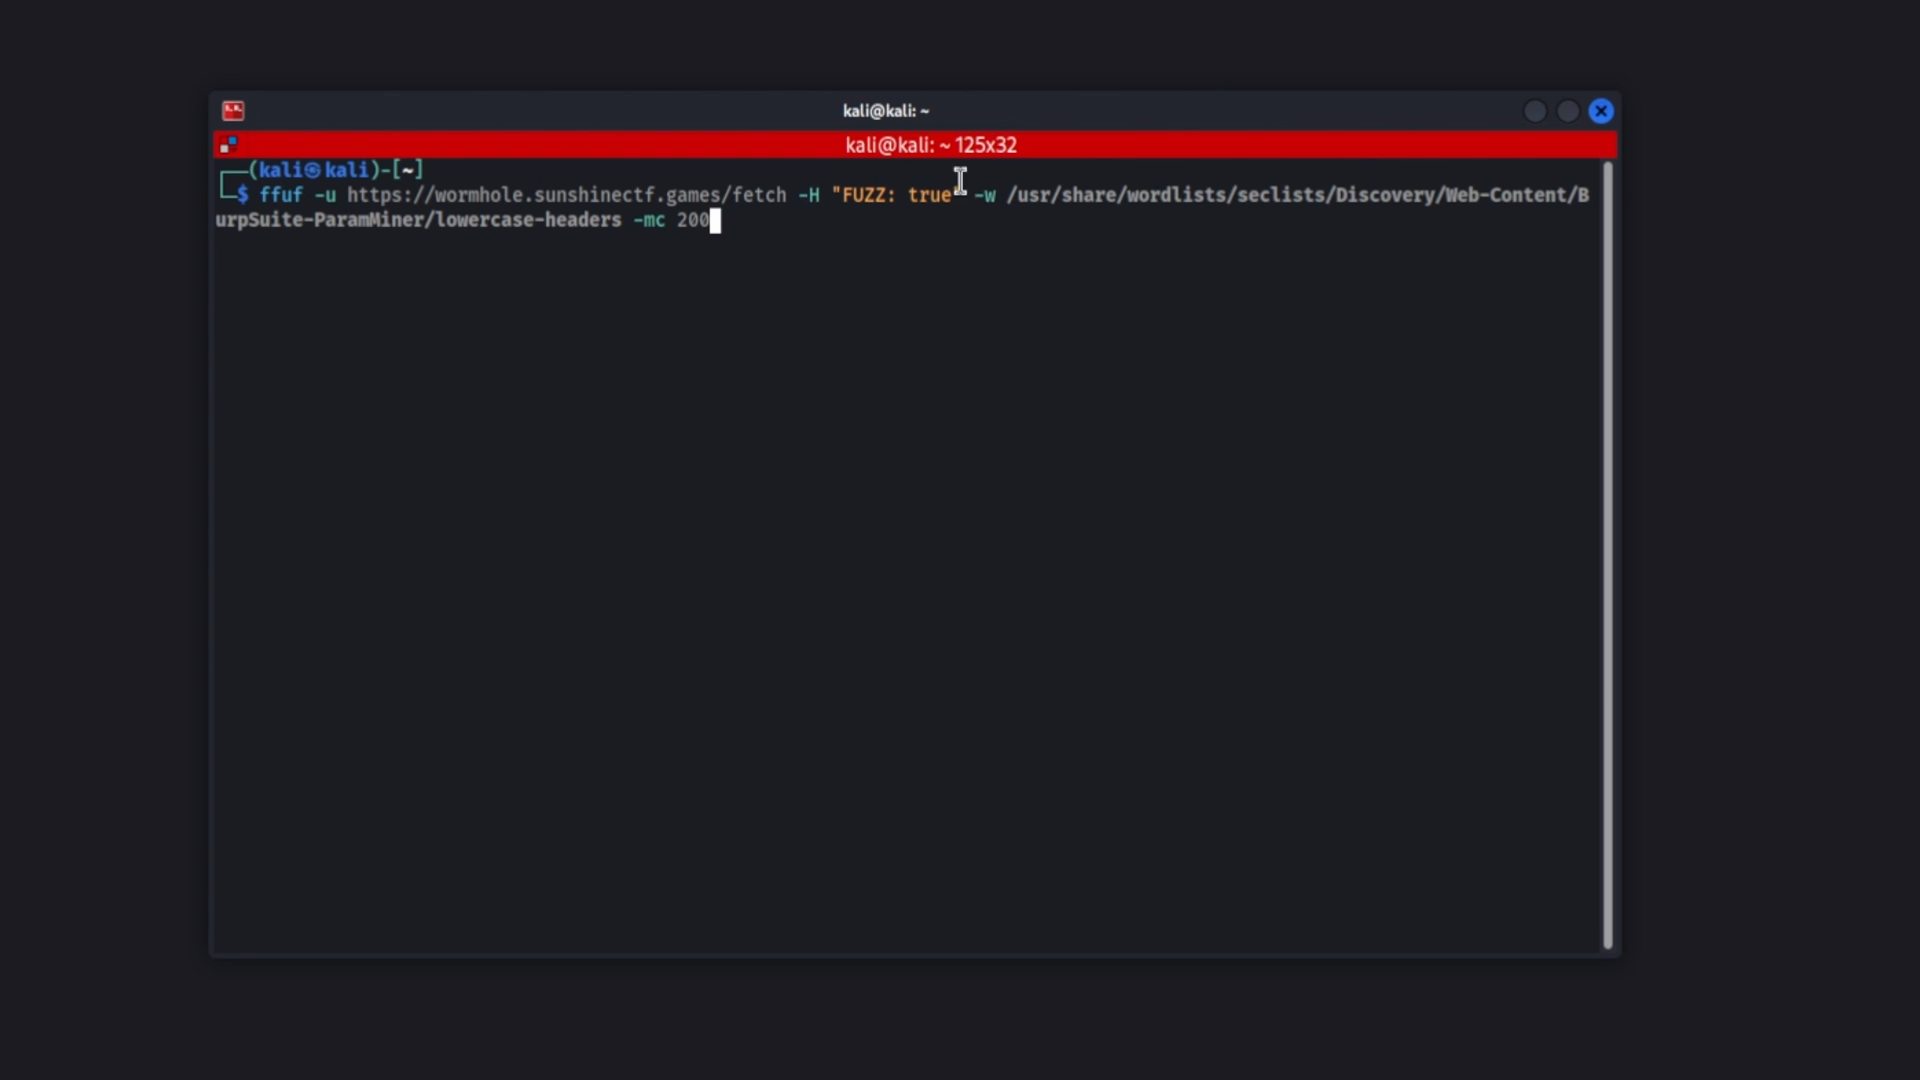 kali@kali: ~
kali@kali: ~ 125x32
┌──(kali㉿kali)-[~]
└─$ ffuf -u https://wormhole.sunshinectf.games/fetch -H "FUZZ: true" -w /usr/share/wordlists/seclists/Discovery/Web-Content/B
urpSuite-ParamMiner/lowercase-headers -mc 200